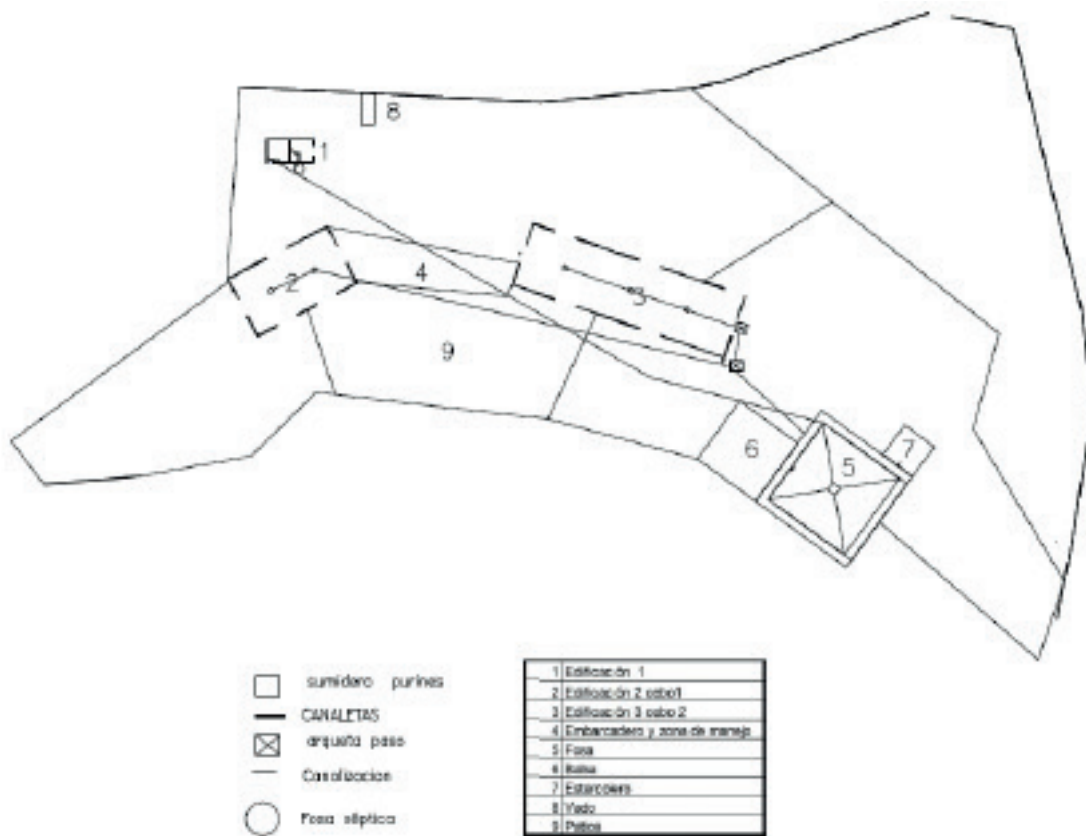 8
1
2
4
3
9
6
5
7
sumidero purines
CANALETAS
arqueta paso
Canalizacion
Fosa séptica
1 Edificación 1
2 Edificación 2 cebo1
3 Edificación 3 cebo 2
4 Embarcadero y zona de manejo
5 Fosa
6 Balsa
7 Estercolero
8 Vado
9 Patios